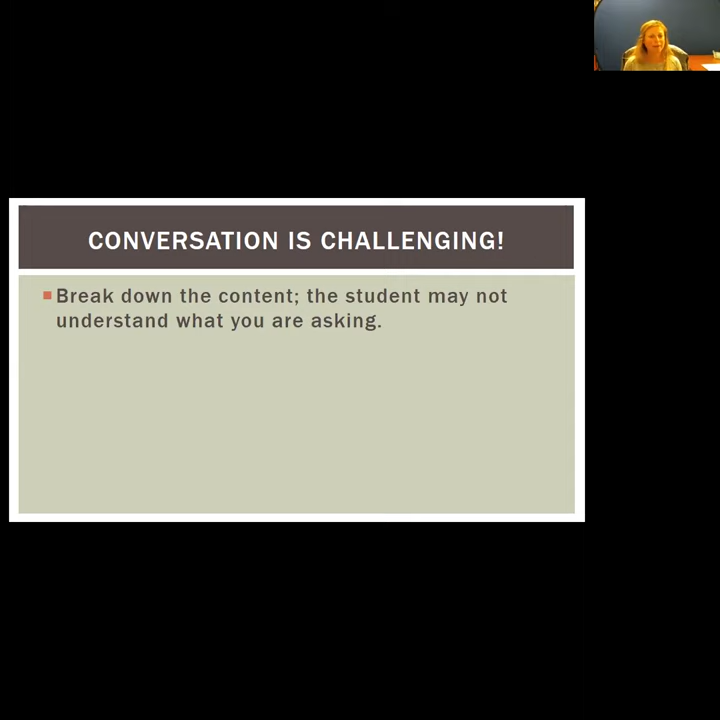 CONVERSATION IS CHALLENGING!
Break down the content; the student may not
understand what you are asking.